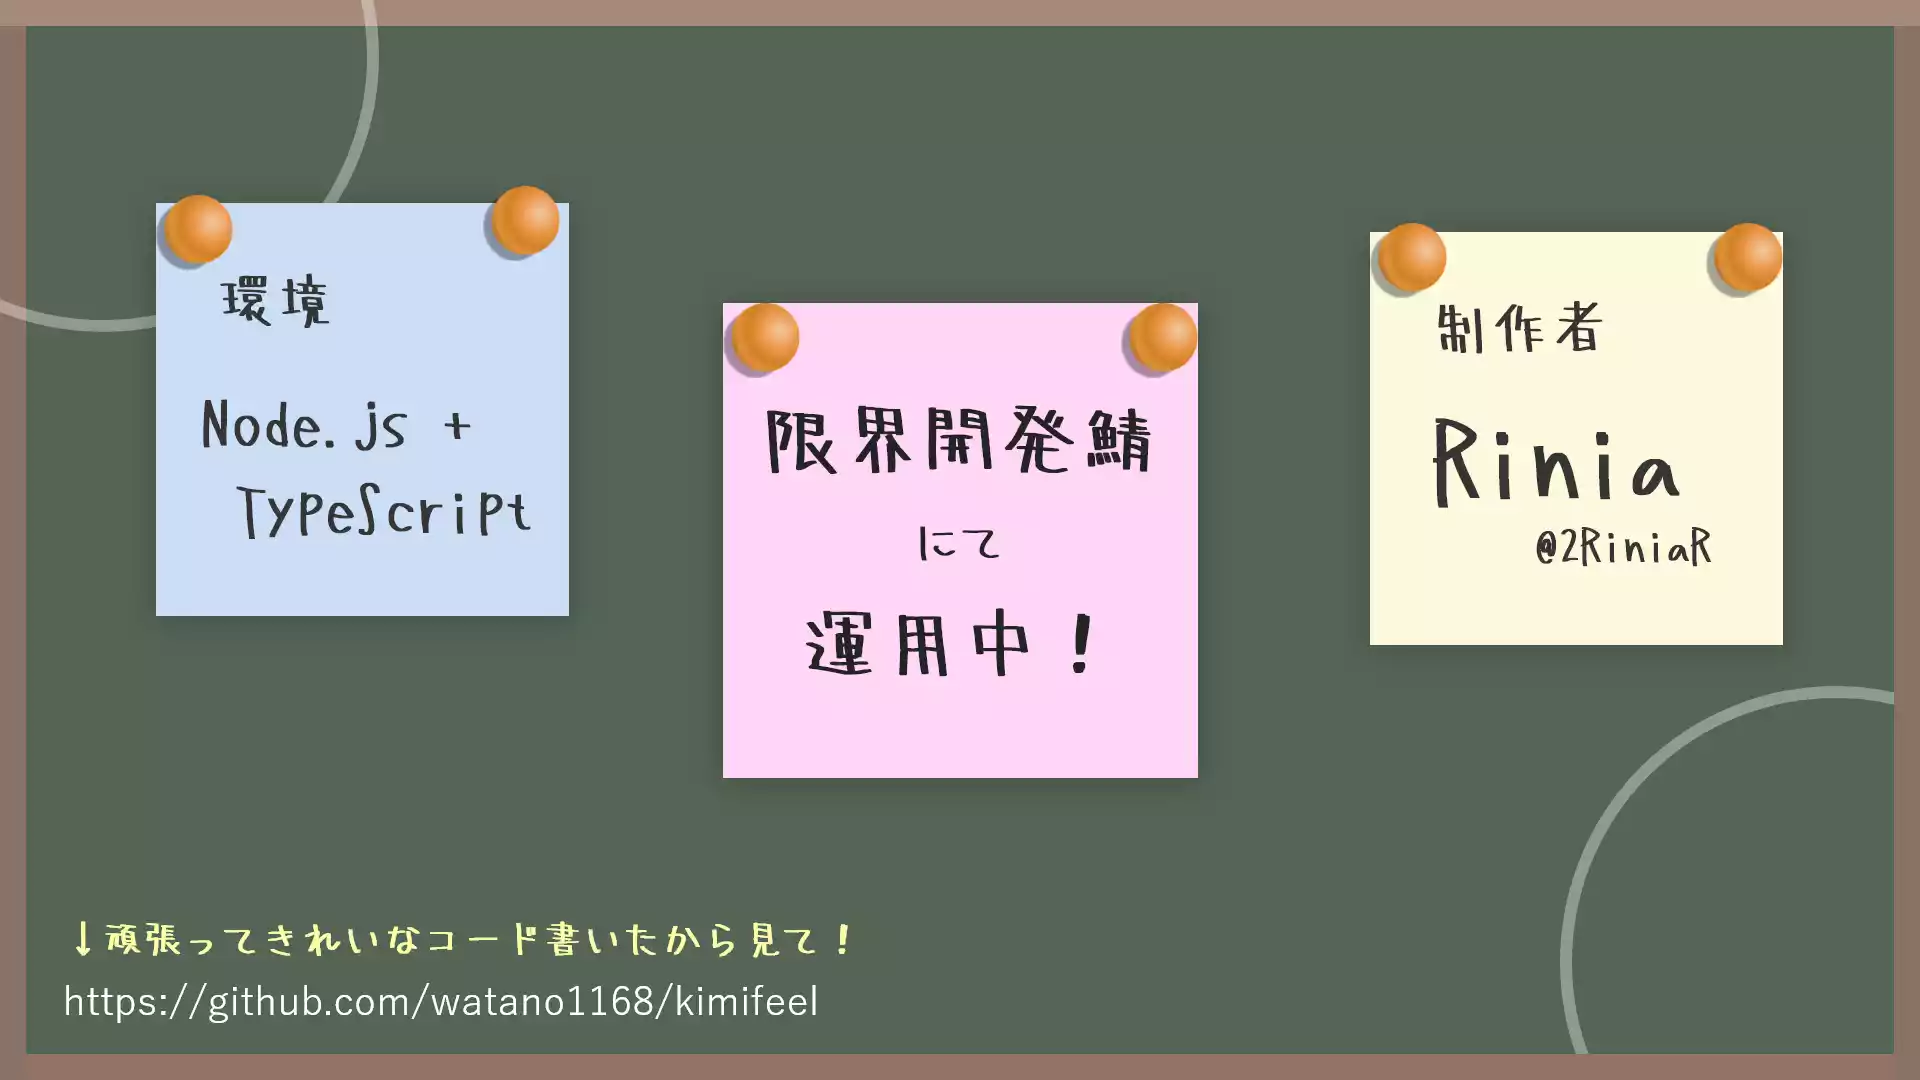 環境
Node.js +
TypeScript
限界開発鯖
にて
運用中！
制作者
Rinia
@2RiniaR
↓頑張ってきれいなコード書いたから見て！
https://github.com/watano1168/kimifeel